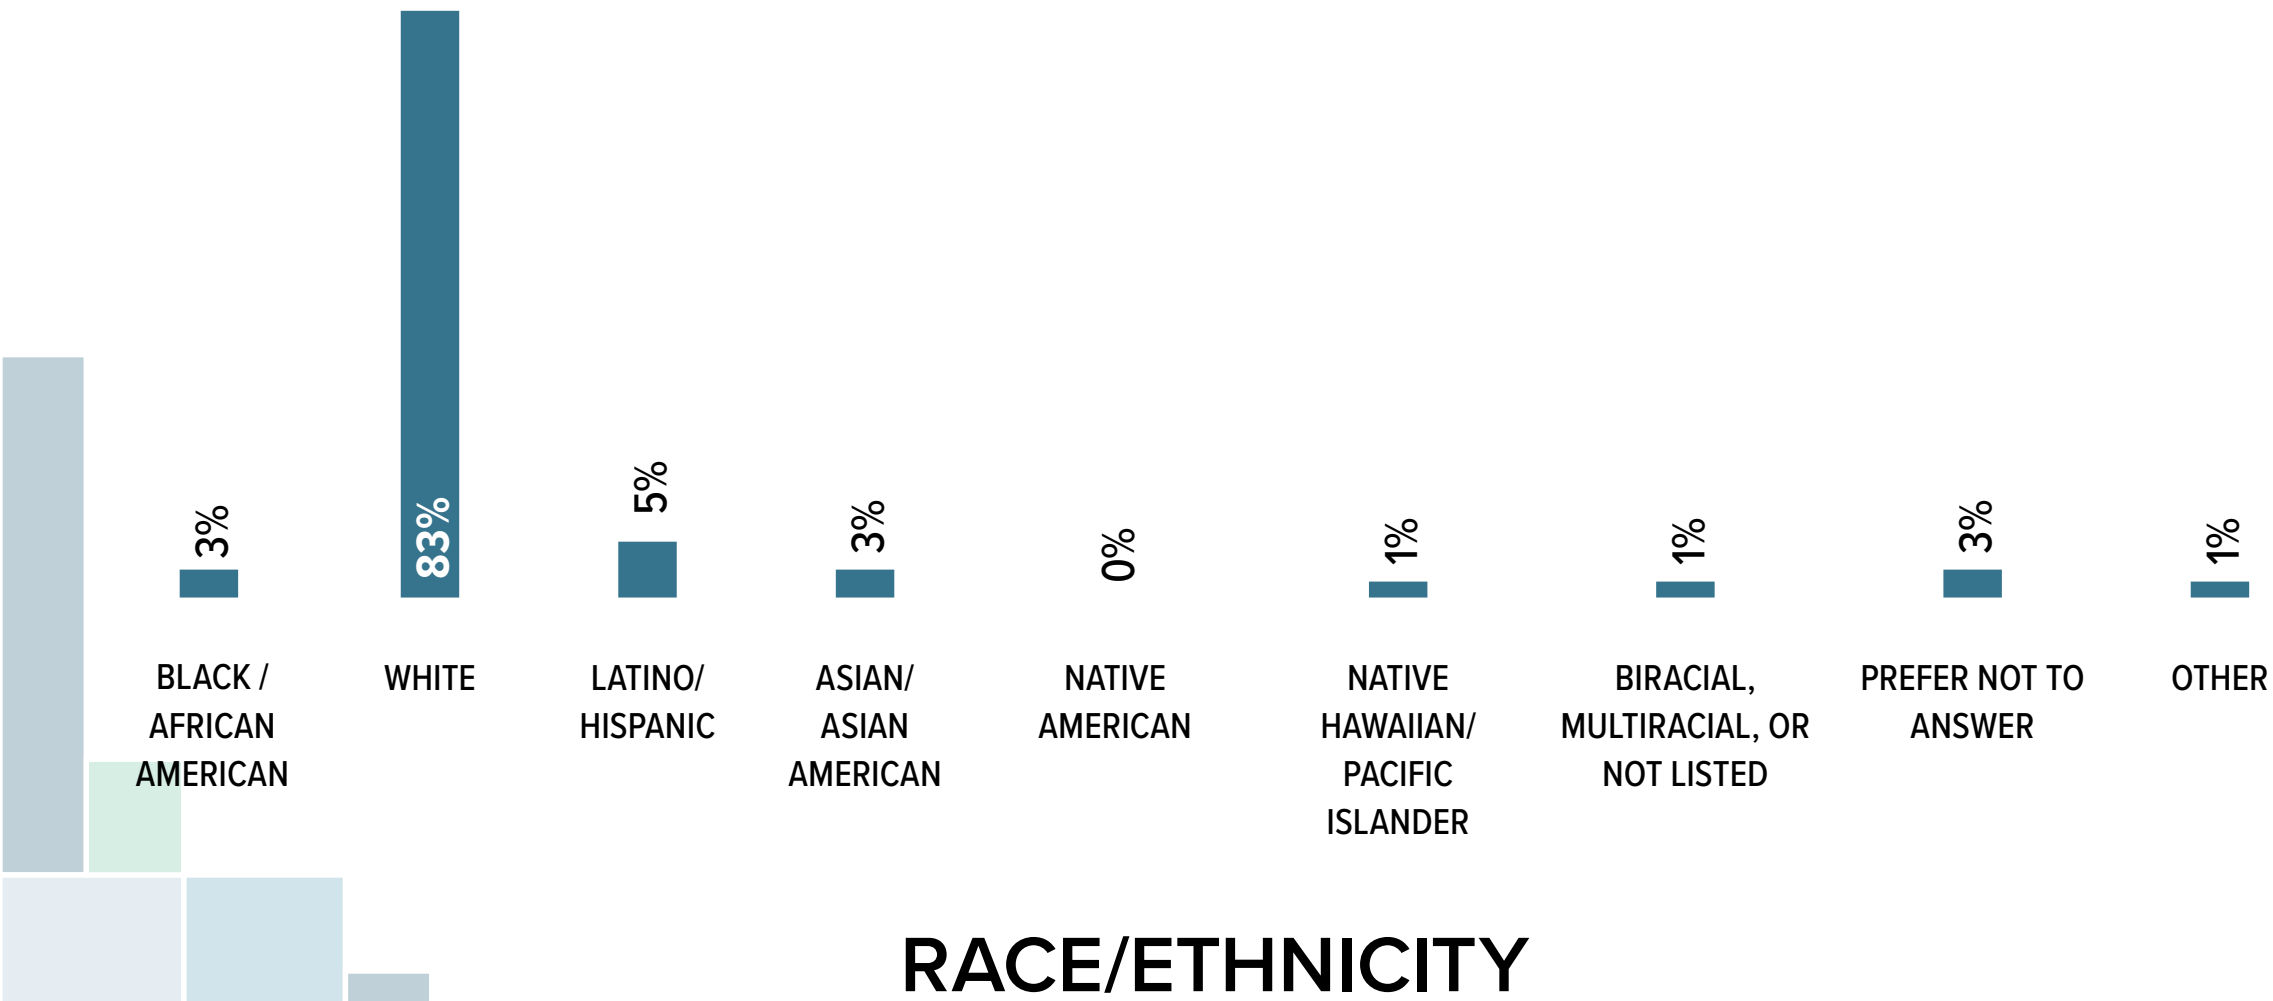 3%
83%
5%
3%
0%
1%
1%
3%
1%
BLACK /
AFRICAN
AMERICAN
WHITE
LATINO/
HISPANIC
ASIAN/
ASIAN
AMERICAN
NATIVE
AMERICAN
NATIVE
HAWAIIAN/
PACIFIC
ISLANDER
BIRACIAL,
MULTIRACIAL, OR
NOT LISTED
PREFER NOT TO
ANSWER
OTHER
RACE/ETHNICITY